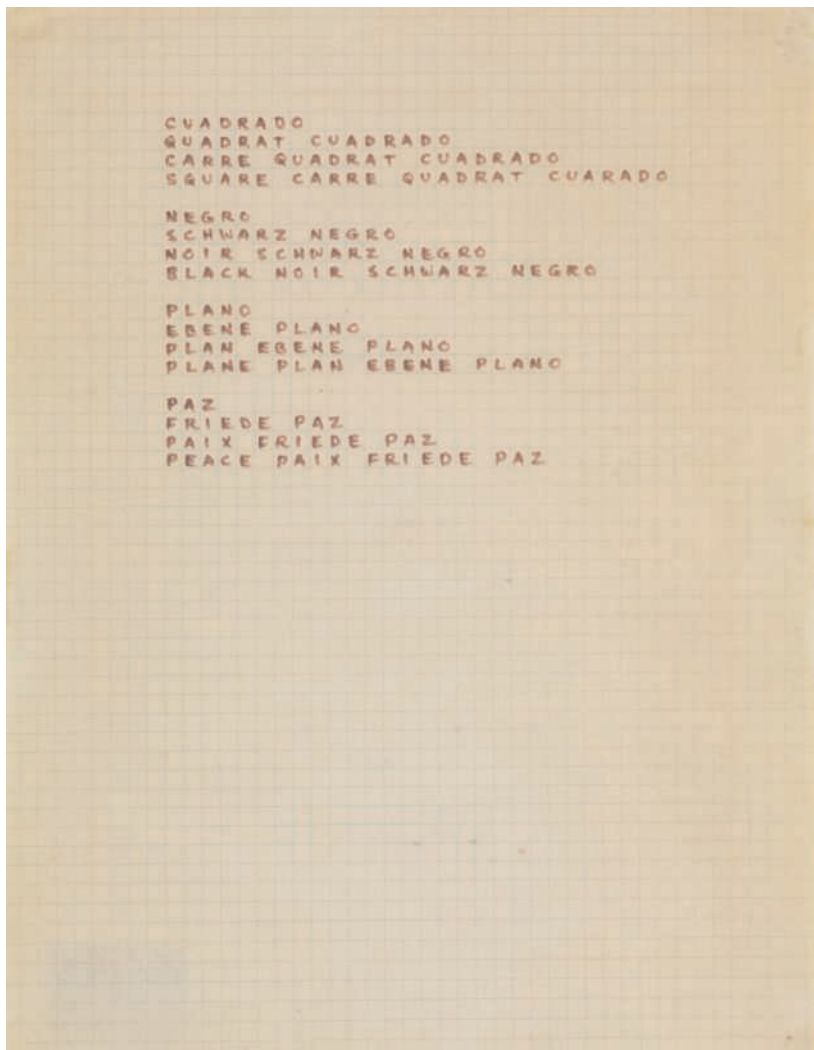 CUADRADO
QUADRAT CUADRADO
CARRE QUADRAT CUADRADO
SQUARE CARRE QUADRAT CUARADO
NEGRO
SCHWARZ NEGRO
NOIR SCHWARZ NEGRO
BLACK NOIR SCHWARZ NEGRO
PLANO
EBENE PLANO
PLAN EBENE PLANO
PLANE PLAN EBENE PLANO
PAZ
FRIEDE PAZ
PAIX FRIEDE PAZ
PEACE PAIX FRIEDE PAZ